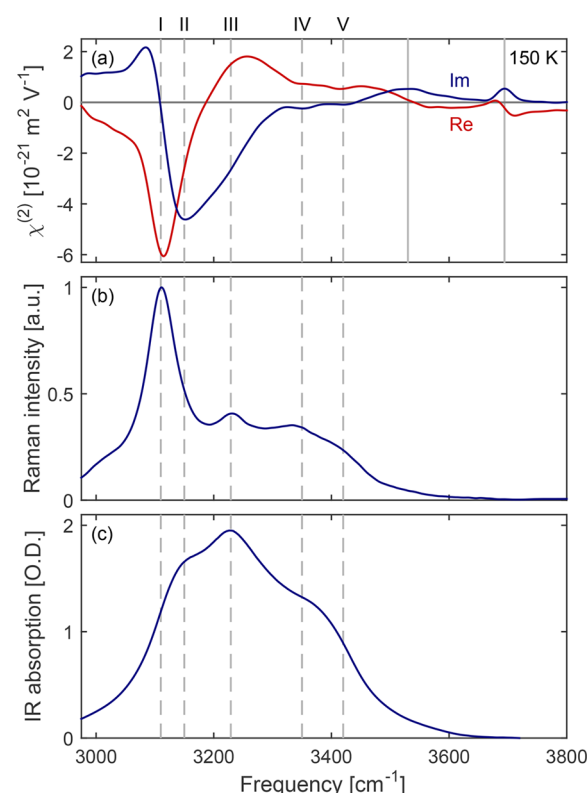 I II III IV V
(a) 150 K
Im
Re
2
0
-2
-4
-6
χ(2) [10-21 m2 V-1]
(b)
1
0.5
0
Raman intensity [a.u.]
(c)
2
1
0
IR absorption [O.D.]
3000 3200 3400 3600 3800
Frequency [cm-1]